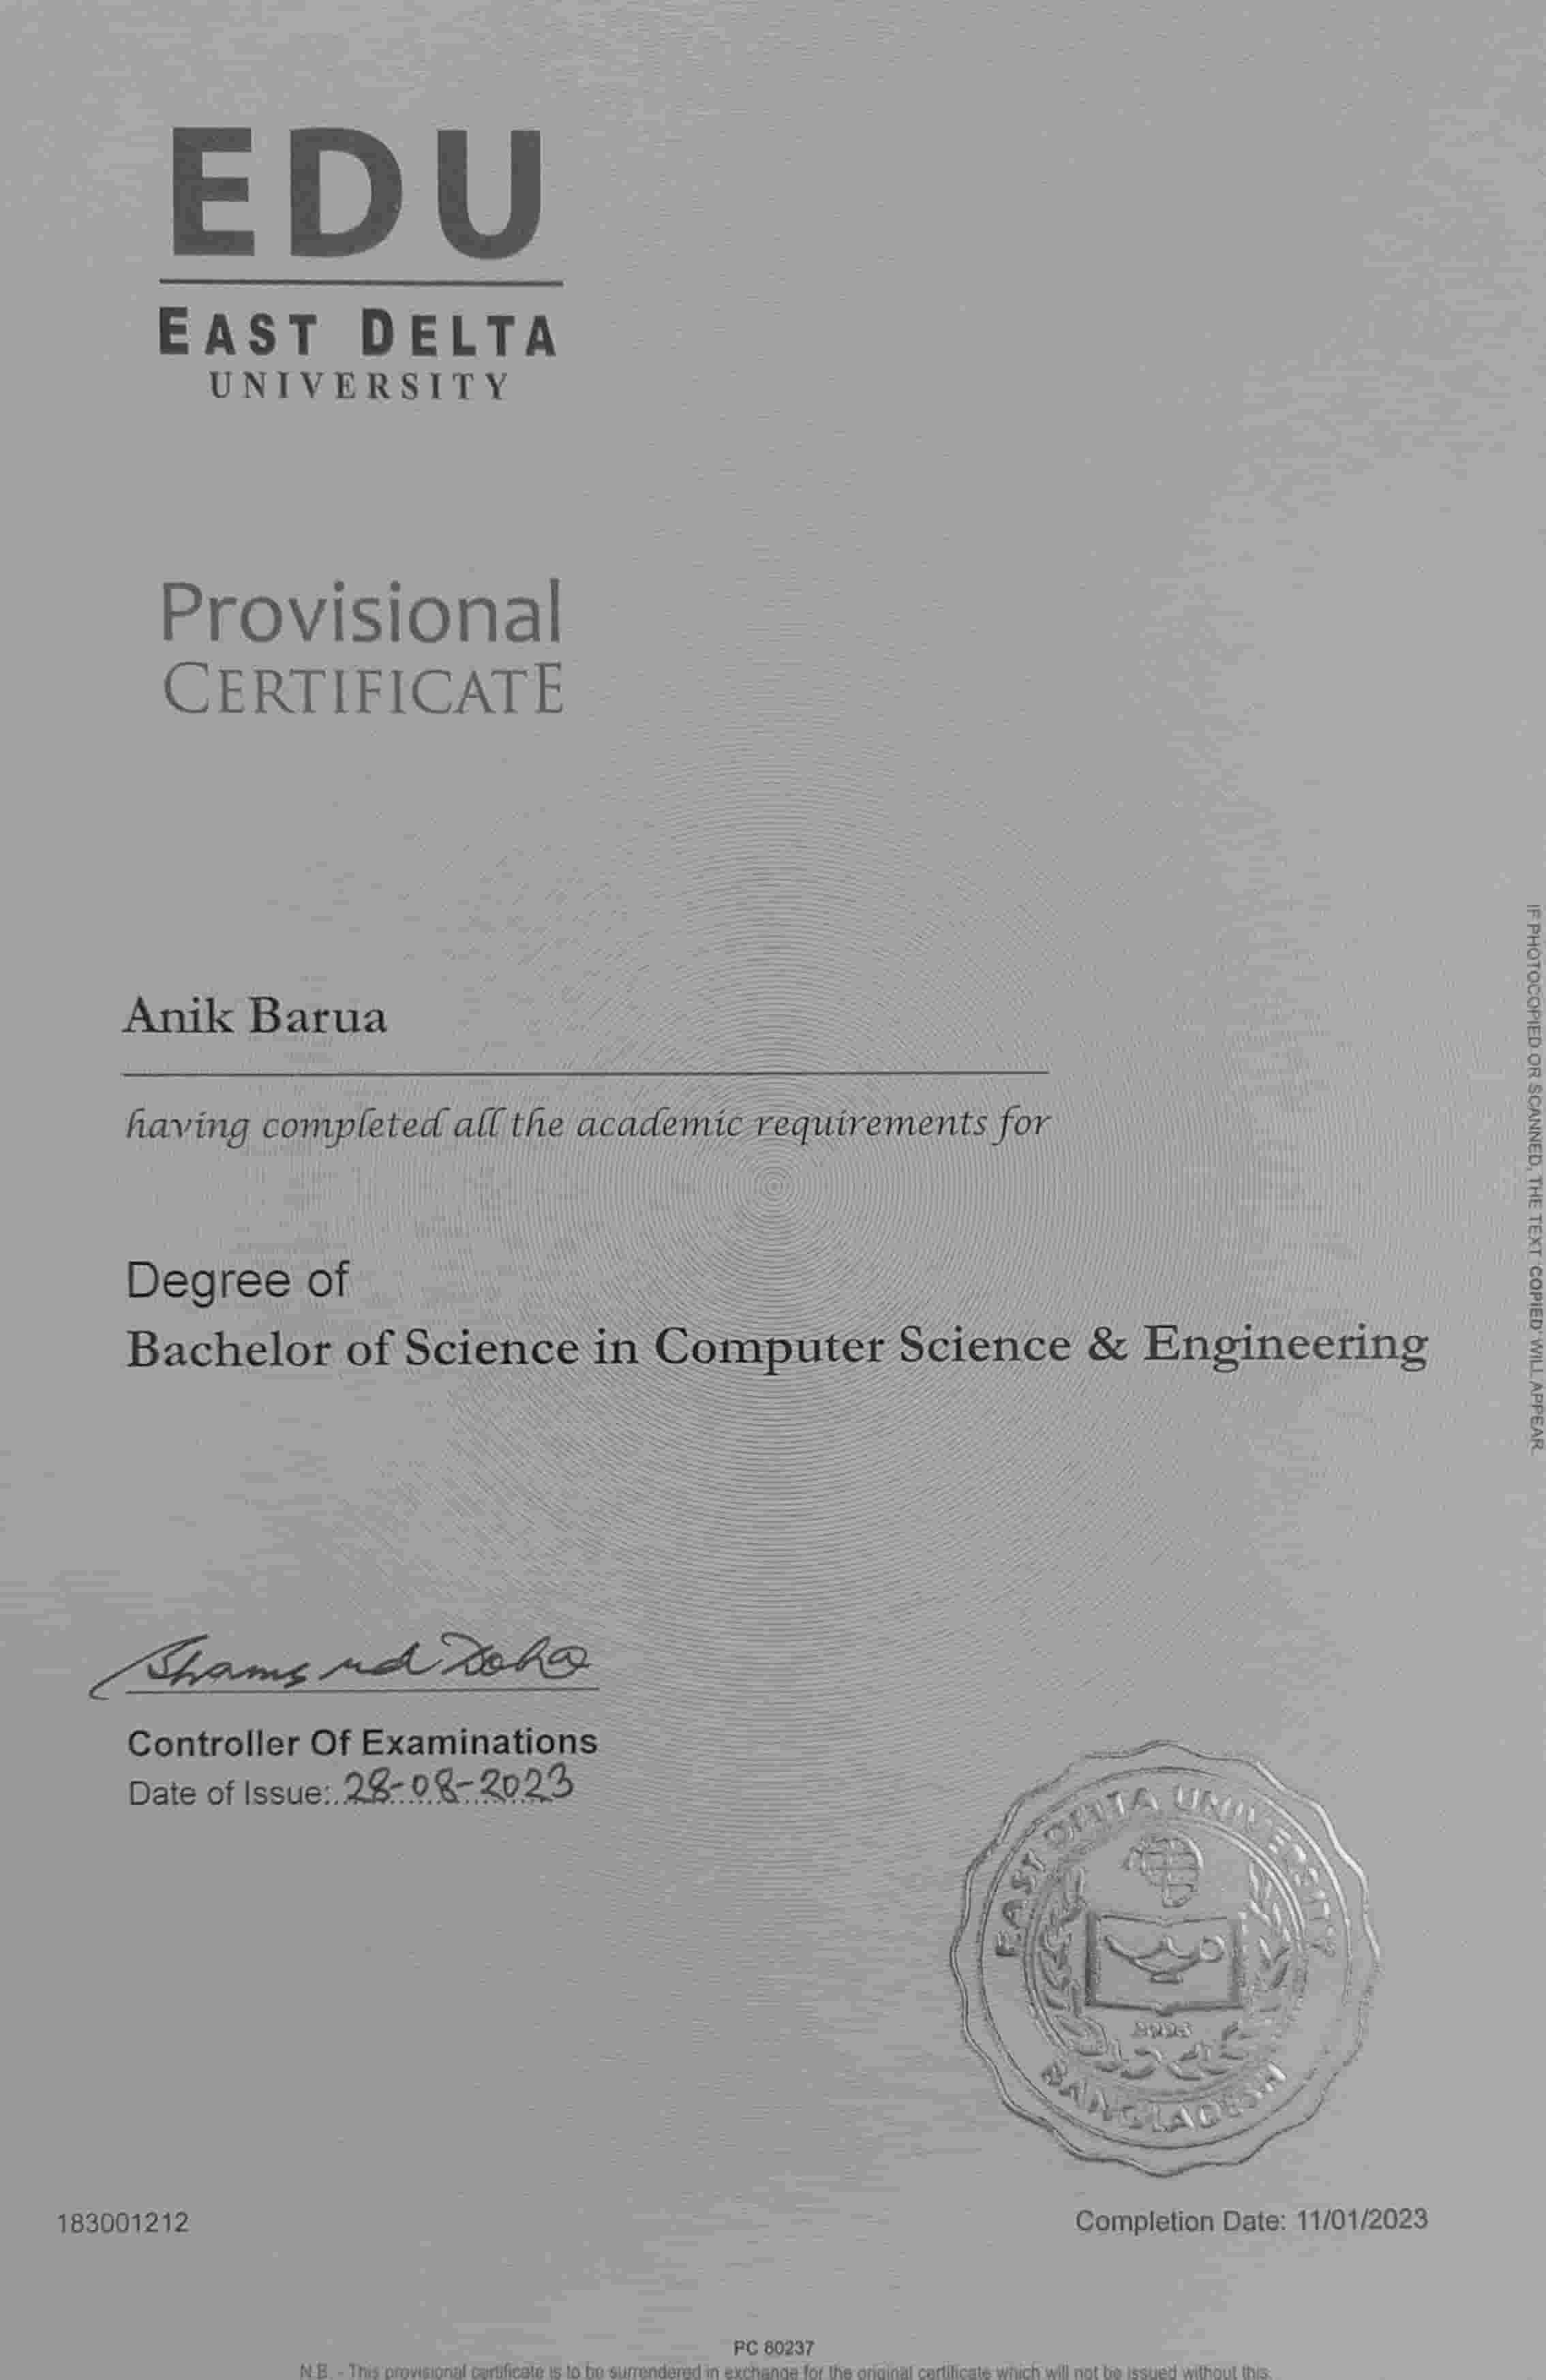 EDU
EAST DELTA
UNIVERSITY
Provisional
CERTIFICATE
Anik Barua
having completed all the academic requirements for
Degree of
Bachelor of Science in Computer Science & Engineering
Shams ud Doha
Controller Of Examinations
Date of Issue: 28-08-2023
EAST DELTA UNIVERSITY
BANGLADESH
183001212
Completion Date: 11/01/2023
PC 80237
N.B. - This provisional certificate is to be surrendered in exchange for the original certificate which will not be issued without this.
IF PHOTOCOPIED OR SCANNED, THE TEXT 'COPIED' WILL APPEAR